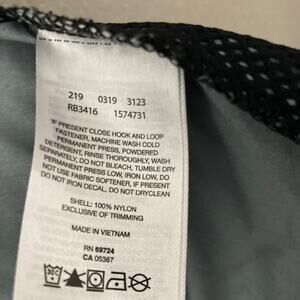 219 0319 3123
RB3416 1574731
IF PRESENT CLOSE HOOK AND LOOP
FASTENER, MACHINE WASH COLD
PERMANENT PRESS, POWDERED
DETERGENT, RINSE THOROUGHLY, WASH
SEPARATELY, DO NOT BLEACH, TUMBLE DRY
PERMANENT PRESS LOW, IRON LOW, DO
NOT USE FABRIC SOFTENER, IF PRESENT
DO NOT IRON DECAL, DO NOT DRYCLEAN
SHELL: 100% NYLON
EXCLUSIVE OF TRIMMING
MADE IN VIETNAM
RN 69724
CA 05367
30°C